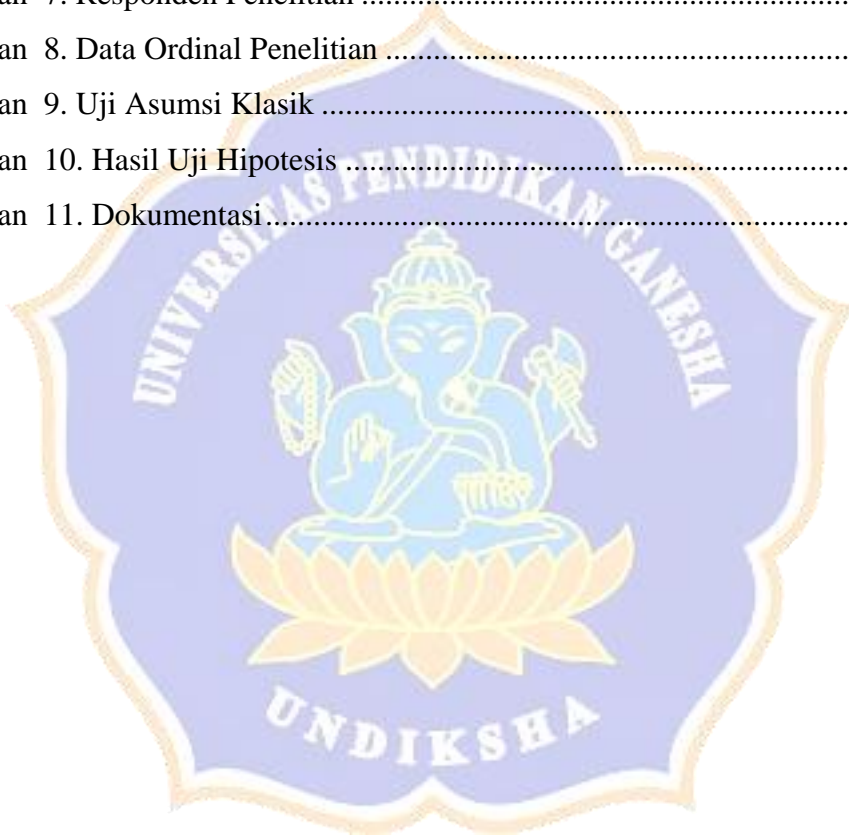 an 7. Responden Penelitian ....................................................................
an 8. Data Ordinal Penelitian .................................................................
an 9. Uji Asumsi Klasik .........................................................................
an 10. Hasil Uji Hipotesis ......................................................................
an 11. Dokumentasi ................................................................................
UNIVERSITAS PENDIDIKAN GANESHA
UNDIKSHA